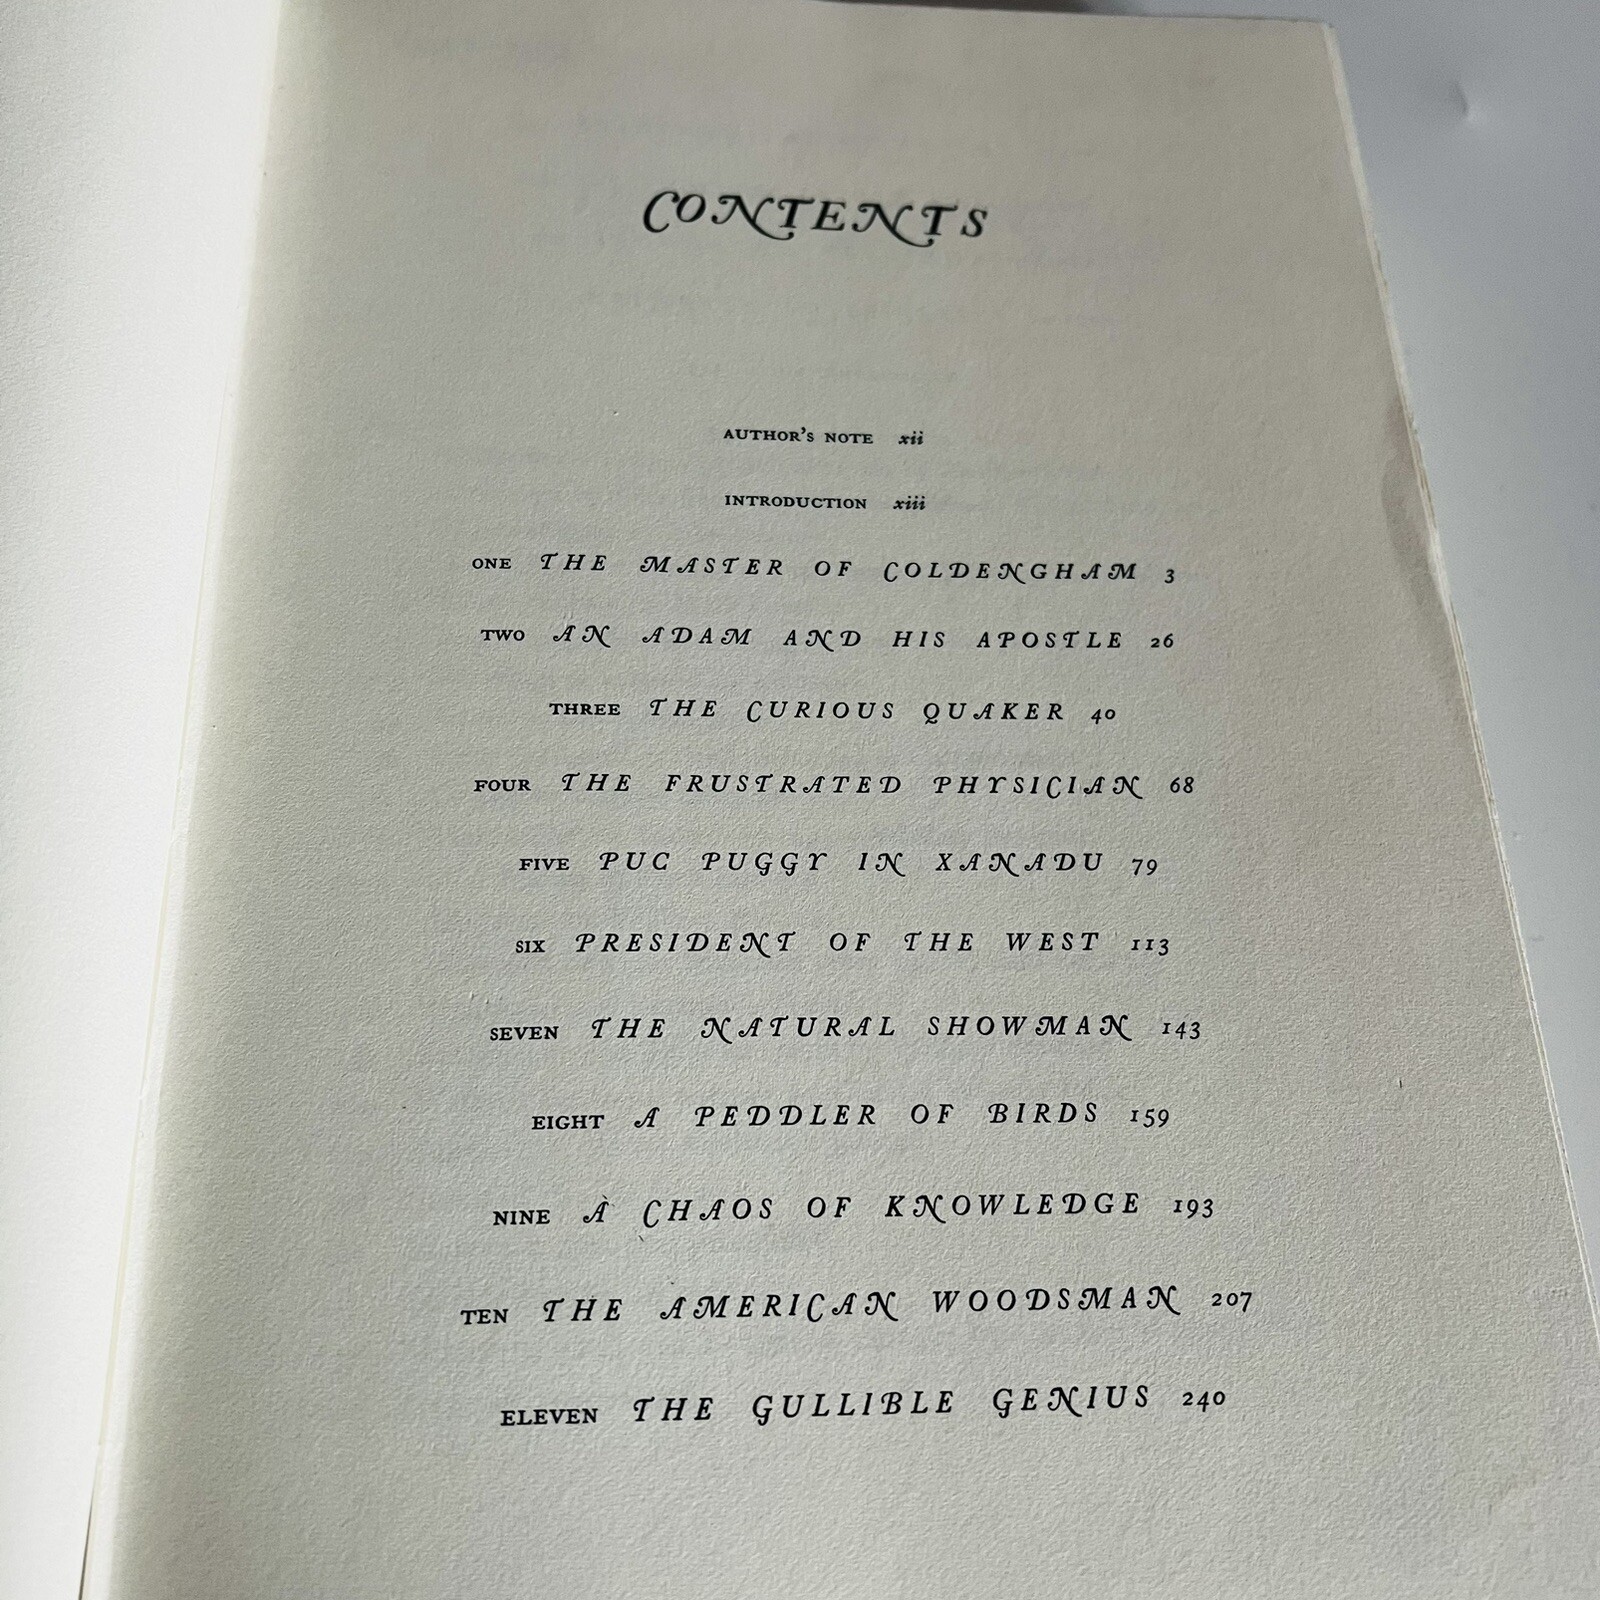 CONTENTS
AUTHOR'S NOTE xii
INTRODUCTION xiii
ONE THE MASTER OF COLDENGHAM 3
TWO AN ADAM AND HIS APOSTLE 26
THREE THE CURIOUS QUAKER 40
FOUR THE FRUSTRATED PHYSICIAN 68
FIVE PUC PUGGY IN XANADU 79
SIX PRESIDENT OF THE WEST 113
SEVEN THE NATURAL SHOWMAN 143
EIGHT A PEDDLER OF BIRDS 159
NINE A CHAOS OF KNOWLEDGE 193
TEN THE AMERICAN WOODSMAN 207
ELEVEN THE GULLIBLE GENIUS 240